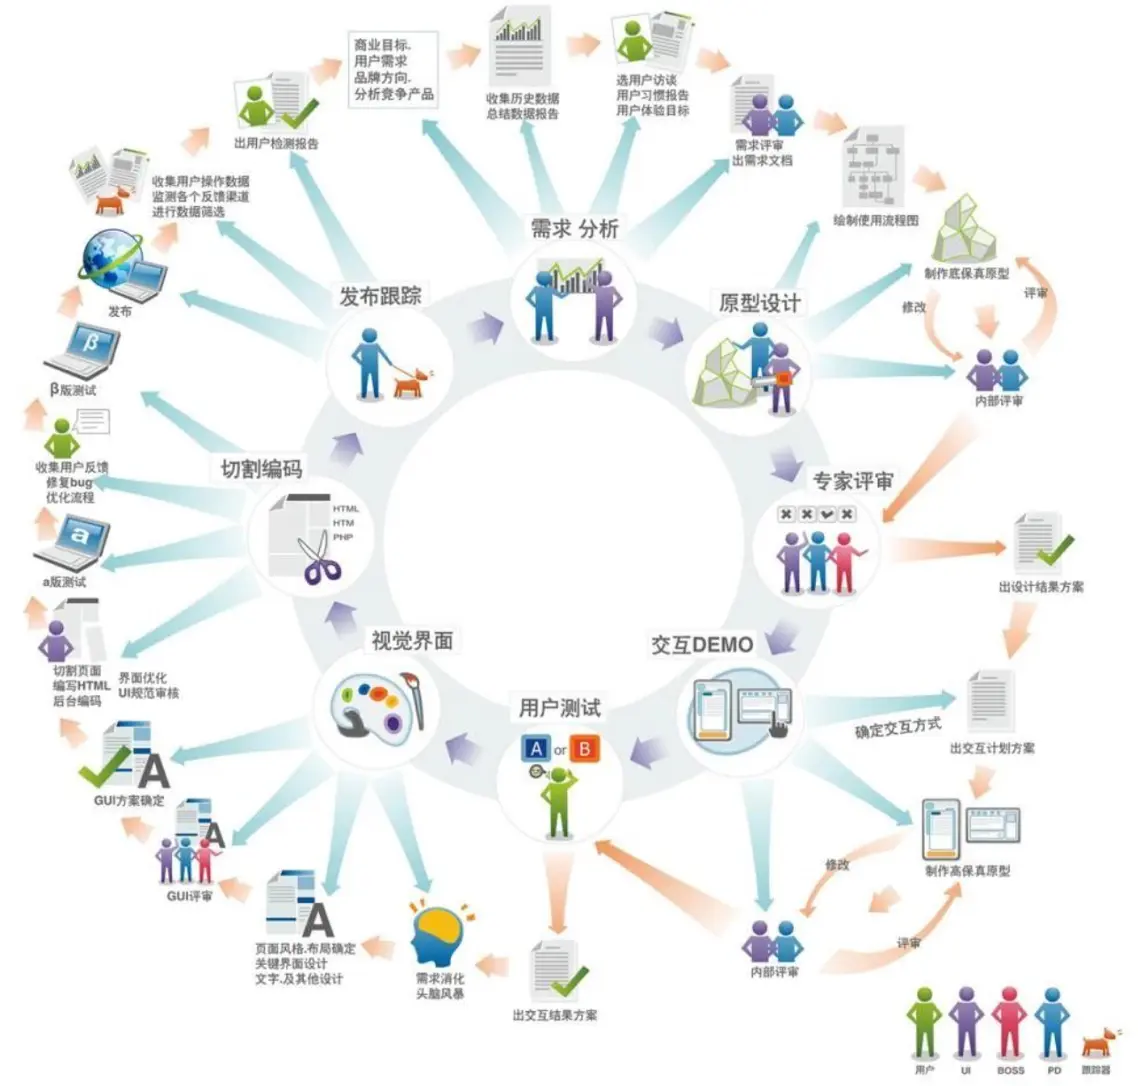 商业目标.
用户需求
品牌方向.
分析竞争产品
收集历史数据
总结数据报告
选用户访谈
用户习惯报告
用户体验目标
需求评审
出需求文档
绘制使用流程图
制作底保真原型
修改
评审
内部评审
出用户检测报告
收集用户操作数据
监测各个反馈渠道
进行数据筛选
发布
β
β版测试
收集用户反馈
修复bug
优化流程
a
a版测试
切割页面
编写HTML
后台编码
界面优化
UI规范审核
A
GUI方案确定
A
GUI评审
A
页面风格.布局确定
关键界面设计
文字.及其他设计
需求消化
头脑风暴
出交互结果方案
需求 分析
原型设计
专家评审
交互DEMO
用户测试
A or B
视觉界面
切割编码
HTML
HTM
PHP
发布跟踪
出设计结果方案
确定交互方式
出交互计划方案
制作高保真原型
修改
评审
内部评审
用户
UI
BOSS
PD
跟踪器